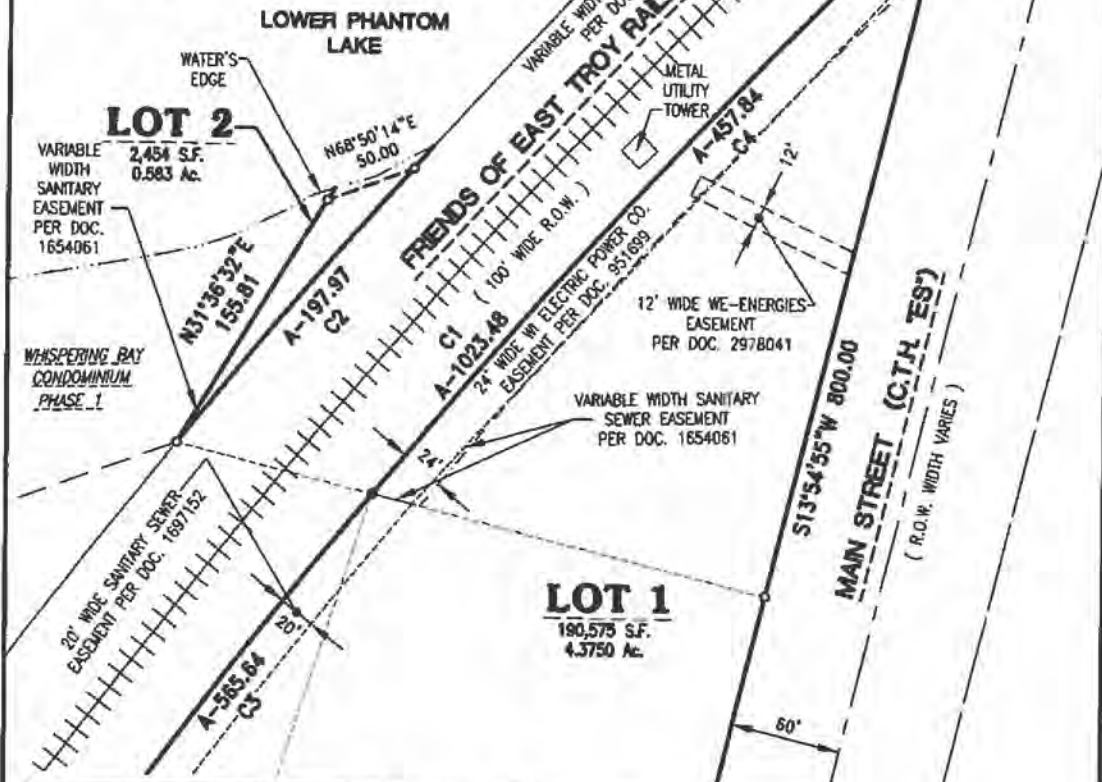 LOWER PHANTOM
LAKE
WATER'S
EDGE
LOT 2
2,454 S.F.
0.583 Ac.
VARIABLE
WIDTH
SANITARY
EASEMENT
PER DOC.
1654061
N68°50'14"E
50.00
N31°36'32"E
155.81
A-197.97
C2
WHISPERING BAY
CONDOMINIUM
PHASE 1
VARIABLE
PER
FRIENDS OF EAST TROY
( 100' WIDE R.O.W. )
METAL
UTILITY
TOWER
A-457.84
C4
12'
C1
A-1023.48
24' WIDE WI ELECTRIC POWER CO.
EASEMENT PER DOC. 951699
12' WIDE WE-ENERGIES
EASEMENT
PER DOC. 2978041
VARIABLE WIDTH SANITARY
SEWER EASEMENT
PER DOC. 1654061
24'
S13°54'55"W 800.00
MAIN STREET (C.T.H. "ES")
( R.O.W. WIDTH VARIES )
20' WIDE SANITARY SEWER
EASEMENT PER DOC. 1697152
20'
LOT 1
190,575 S.F.
4.3750 Ac.
A-565.64
C3
60'